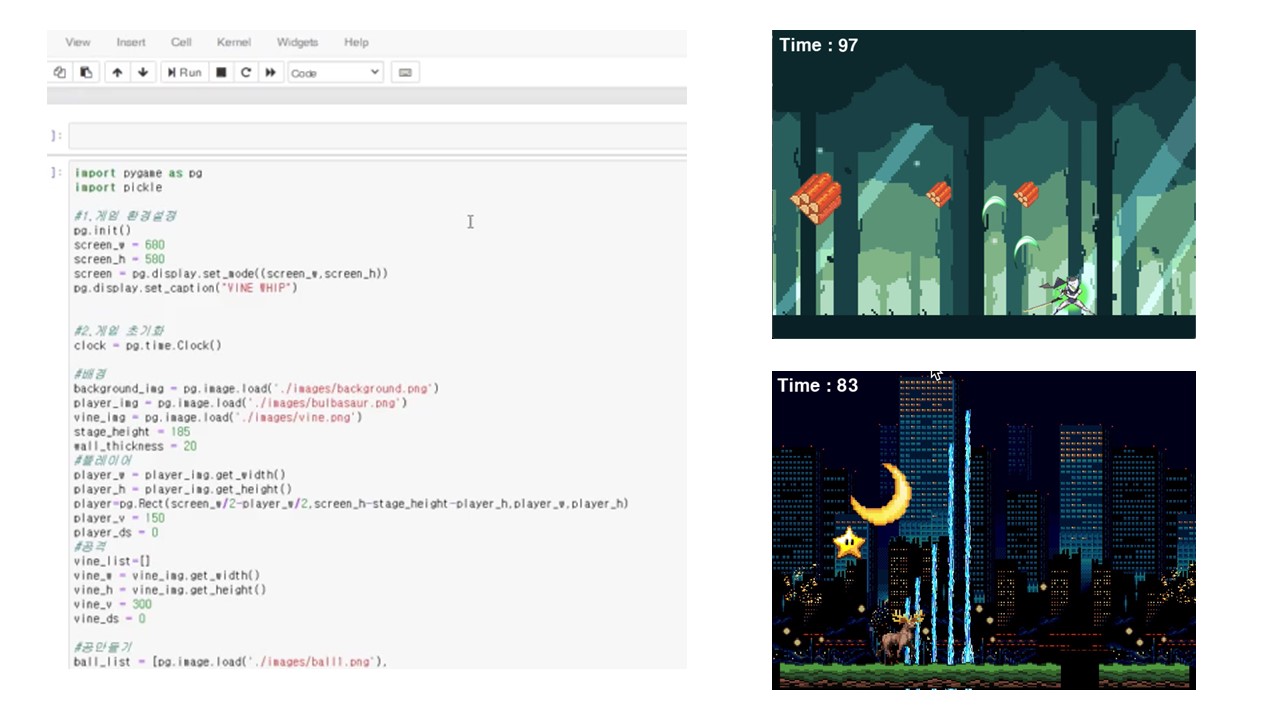 View Insert Cell Kernel Widgets Help
Run Code
]:
]:
import pygame as pg
import pickle
#1.게임 환경설정
pg.init()
screen_w = 680
screen_h = 580
screen = pg.display.set_mode((screen_w,screen_h))
pg.display.set_caption("VINE WHIP")
#2.게임 초기화
clock = pg.time.Clock()
#배경
background_img = pg.image.load('./images/background.png')
player_img = pg.image.load('./images/bulbasaur.png')
vine_img = pg.image.load('./images/vine.png')
stage_height = 185
wall_thickness = 20
#플레이어
player_w = player_img.get_width()
player_h = player_img.get_height()
player=pg.Rect(screen_w/2-player_w/2,screen_h-stage_height-player_h,player_w,player_h)
player_v = 150
player_ds = 0
#공격
vine_list=[]
vine_w = vine_img.get_width()
vine_h = vine_img.get_height()
vine_v = 300
vine_ds = 0
#공만들기
ball_list = [pg.image.load('./images/ball1.png'),
Time : 97
Time : 83